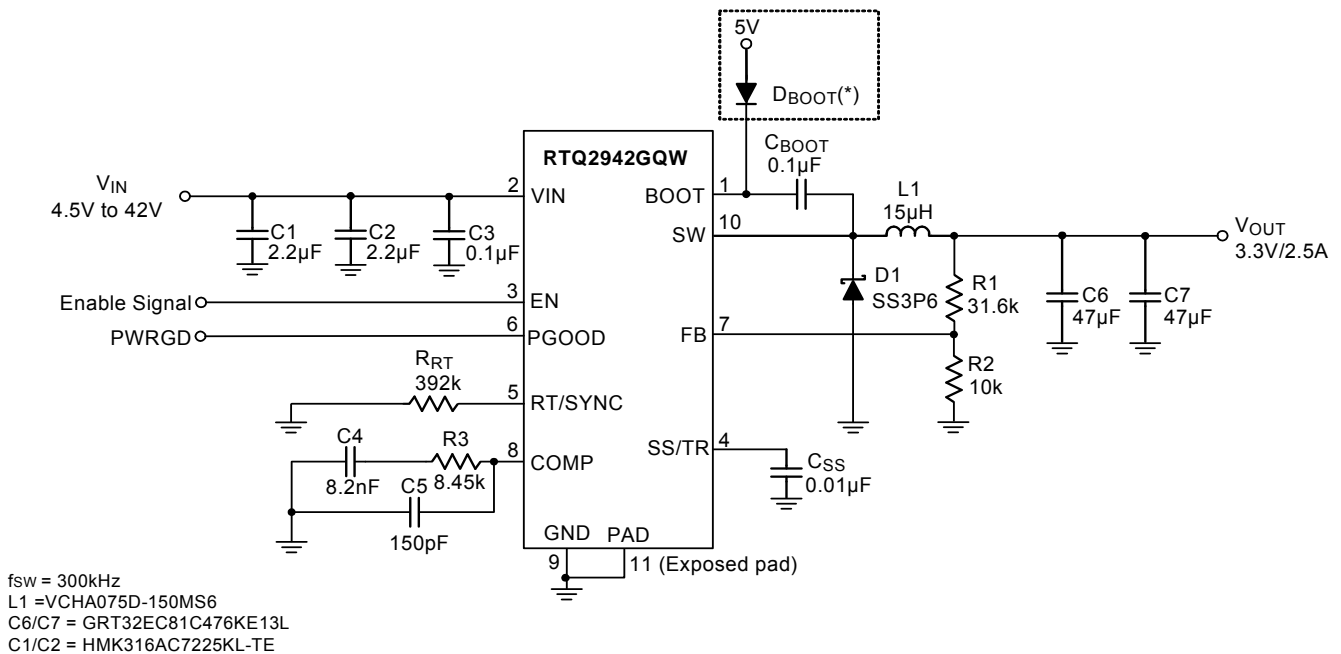 5V
DBOOT(*)
CBOOT
0.1µF
RTQ2942GQW
VIN
4.5V to 42V
2
VIN
BOOT
1
L1
15µH
C1
2.2µF
C2
2.2µF
C3
0.1µF
SW
10
VOUT
3.3V/2.5A
D1
SS3P6
R1
31.6k
C6
47µF
C7
47µF
Enable Signal
3
EN
PWRGD
6
PGOOD
FB
7
R2
10k
RRT
392k
5
RT/SYNC
C4
8.2nF
R3
8.45k
8
COMP
SS/TR
4
CSS
0.01µF
C5
150pF
GND
PAD
9
11 (Exposed pad)
fSW = 300kHz
L1 =VCHA075D-150MS6
C6/C7 = GRT32EC81C476KE13L
C1/C2 = HMK316AC7225KL-TE